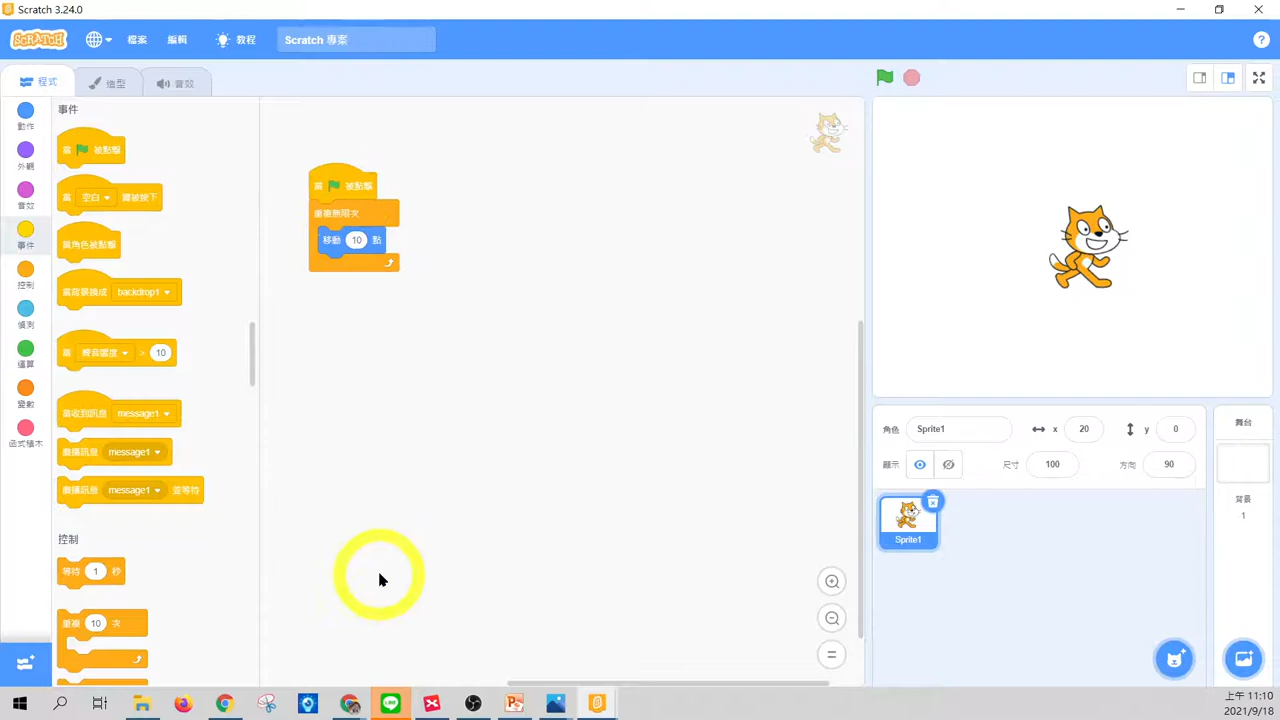 Scratch 3.24.0
SCRATCH
檔案
編輯
教程
Scratch 專案
程式
造型
音效
動作
外觀
音效
事件
控制
偵測
運算
變數
函式積木
事件
當 被點擊
當 空白 鍵被按下
當角色被點擊
當背景換成 backdrop1
當 聲音響度 > 10
當收到訊息 message1
廣播訊息 message1
廣播訊息 message1 並等待
控制
等待 1 秒
重複 10 次
當 被點擊
重複無限次
移動 10 點
角色 Sprite1 x 20 y 0
顯示 尺寸 100 方向 90
Sprite1
舞台
背景
1
上午 11:10
2021/9/18
LINE